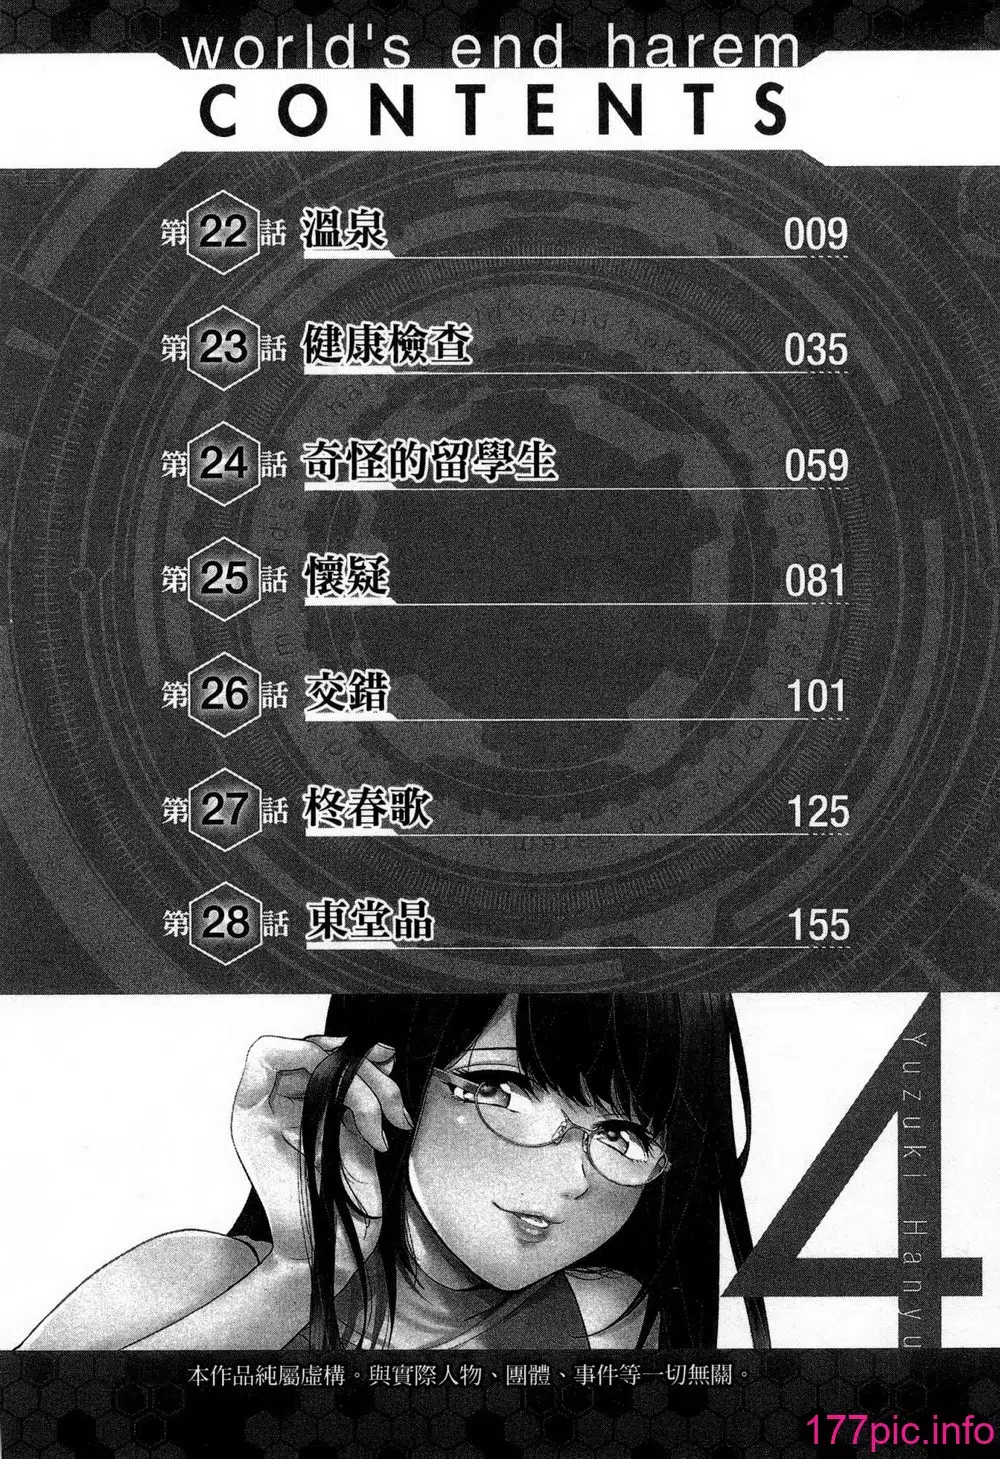 world's end harem
CONTENTS
第22話 溫泉 009
第23話 健康檢查 035
第24話 奇怪的留學生 059
第25話 懷疑 081
第26話 交錯 101
第27話 柊春歌 125
第28話 東堂晶 155
4
Yuzuki Hanyu
本作品純屬虛構。與實際人物、團體、事件等一切無關。
177pic.info